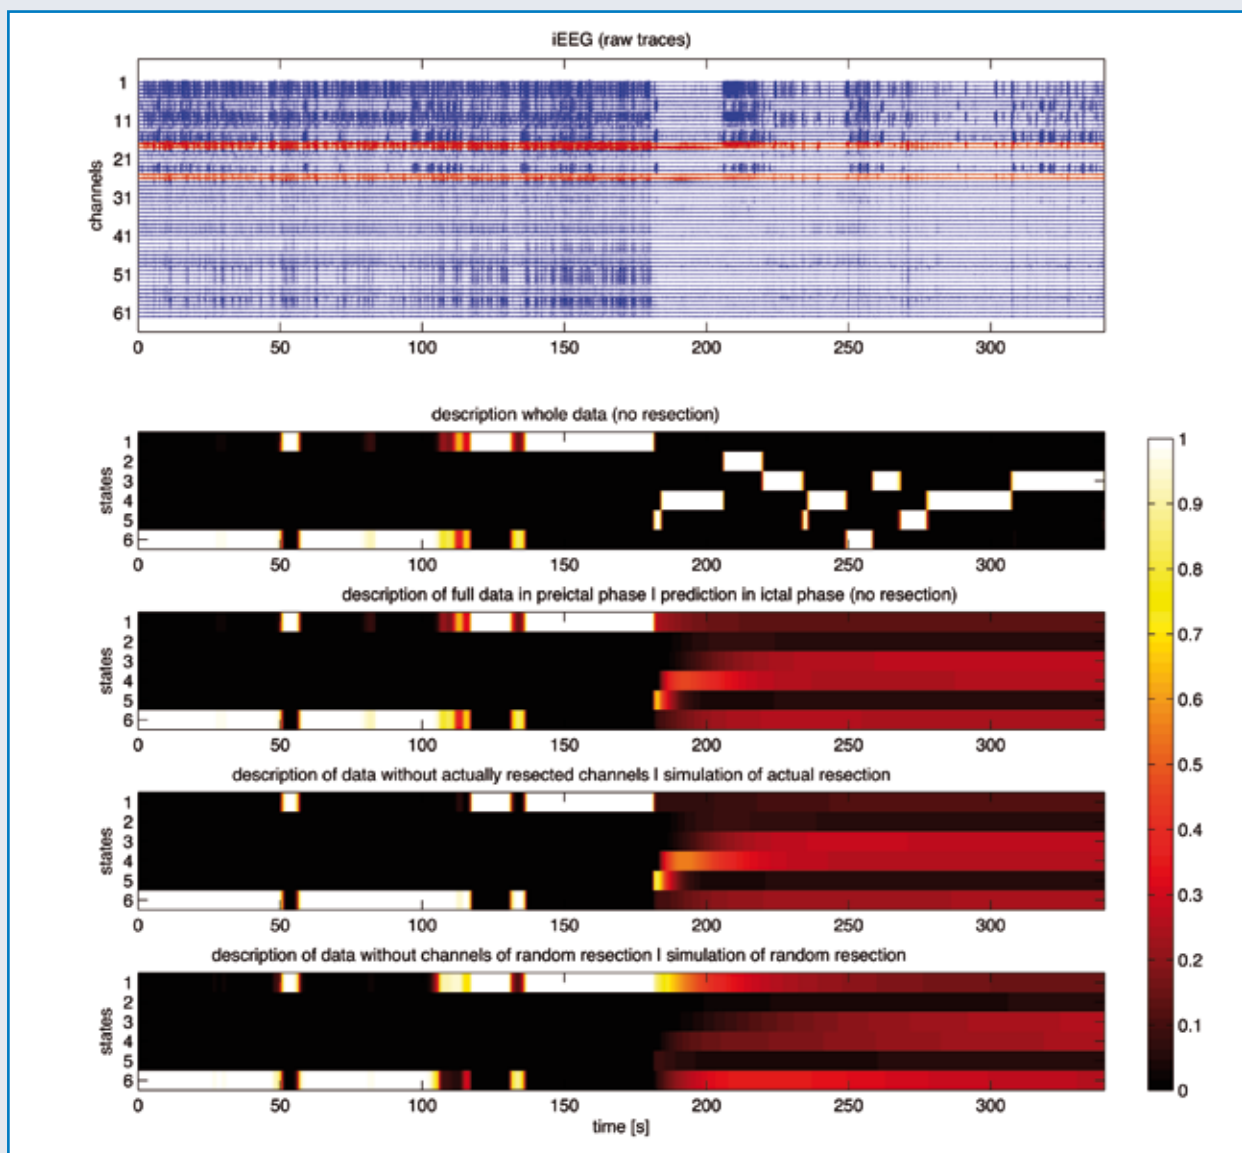 iEEG (raw traces)
channels
1
11
21
31
41
51
61
0 50 100 150 200 250 300
description whole data (no resection)
states
1
2
3
4
5
6
0 50 100 150 200 250 300
description of full data in preictal phase | prediction in ictal phase (no resection)
states
1
2
3
4
5
6
0 50 100 150 200 250 300
description of data without actually resected channels | simulation of actual resection
states
1
2
3
4
5
6
0 50 100 150 200 250 300
description of data without channels of random resection | simulation of random resection
states
1
2
3
4
5
6
0 50 100 150 200 250 300
time [s]
1
0.9
0.8
0.7
0.6
0.5
0.4
0.3
0.2
0.1
0